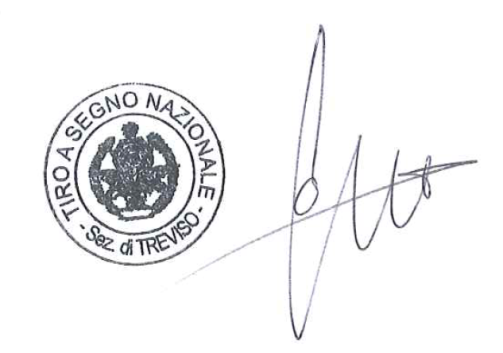 TIRO A SEGNO NAZIONALE
- Sez. di TREVISO -